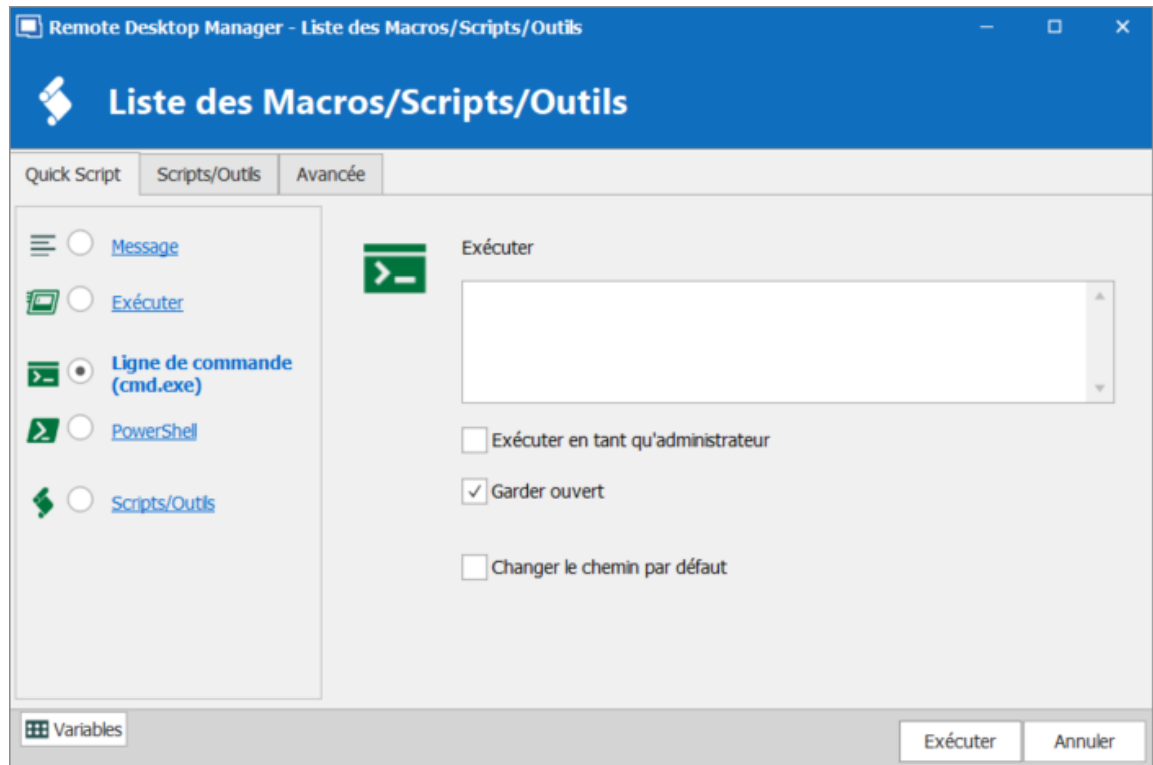 Remote Desktop Manager - Liste des Macros/Scripts/Outils
Liste des Macros/Scripts/Outils
Quick Script
Scripts/Outils
Avancée
Message
Exécuter
Ligne de commande
(cmd.exe)
PowerShell
Scripts/Outils
Exécuter
Exécuter en tant qu'administrateur
Garder ouvert
Changer le chemin par défaut
Variables
Exécuter
Annuler